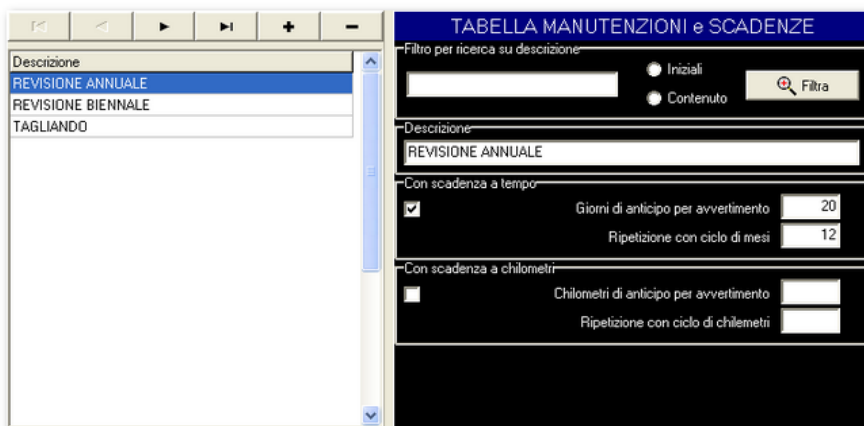 TABELLA MANUTENZIONI e SCADENZE
Descrizione
REVISIONE ANNUALE
REVISIONE BIENNALE
TAGLIANDO
Filtro per ricerca su descrizione
Iniziali
Contenuto
Filtra
Descrizione
REVISIONE ANNUALE
Con scadenza a tempo
Giorni di anticipo per avvertimento 20
Ripetizione con ciclo di mesi 12
Con scadenza a chilometri
Chilometri di anticipo per avvertimento
Ripetizione con ciclo di chilemetri